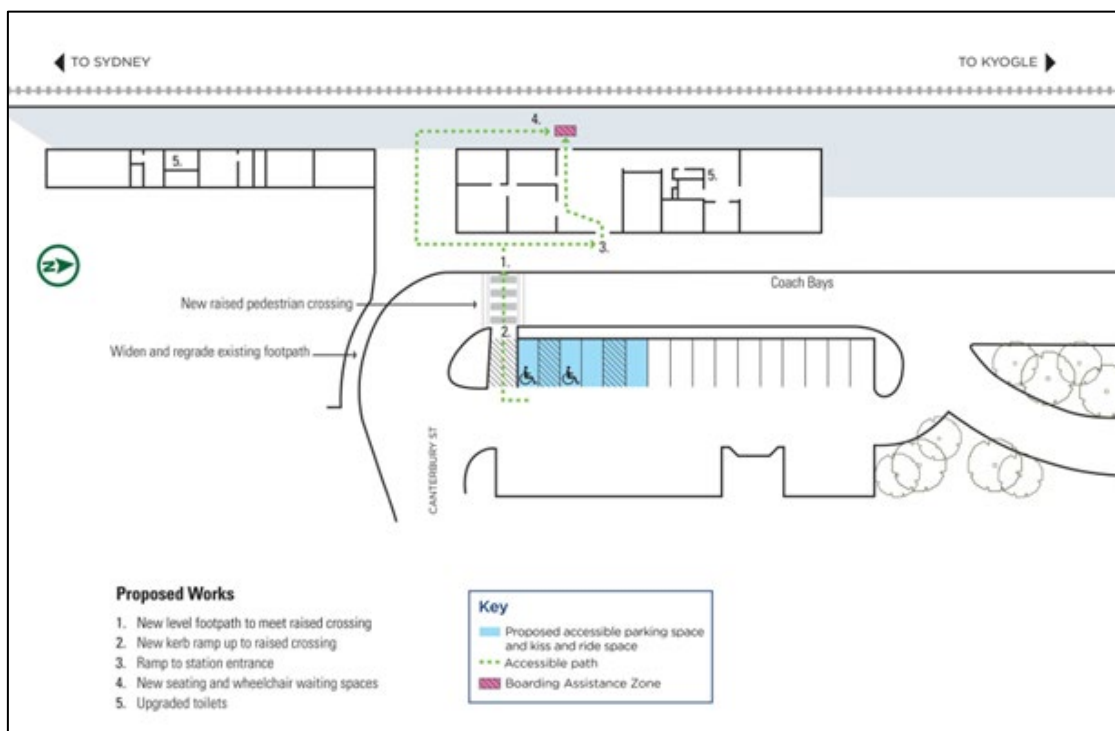 TO SYDNEY
TO KYOGLE
4.
5.
5.
3.
1.
N
Coach Bays
New raised pedestrian crossing
2.
Widen and regrade existing footpath
CANTERBURY ST
Proposed Works
1. New level footpath to meet raised crossing
2. New kerb ramp up to raised crossing
3. Ramp to station entrance
4. New seating and wheelchair waiting spaces
5. Upgraded toilets
Key
Proposed accessible parking space
and kiss and ride space
Accessible path
Boarding Assistance Zone